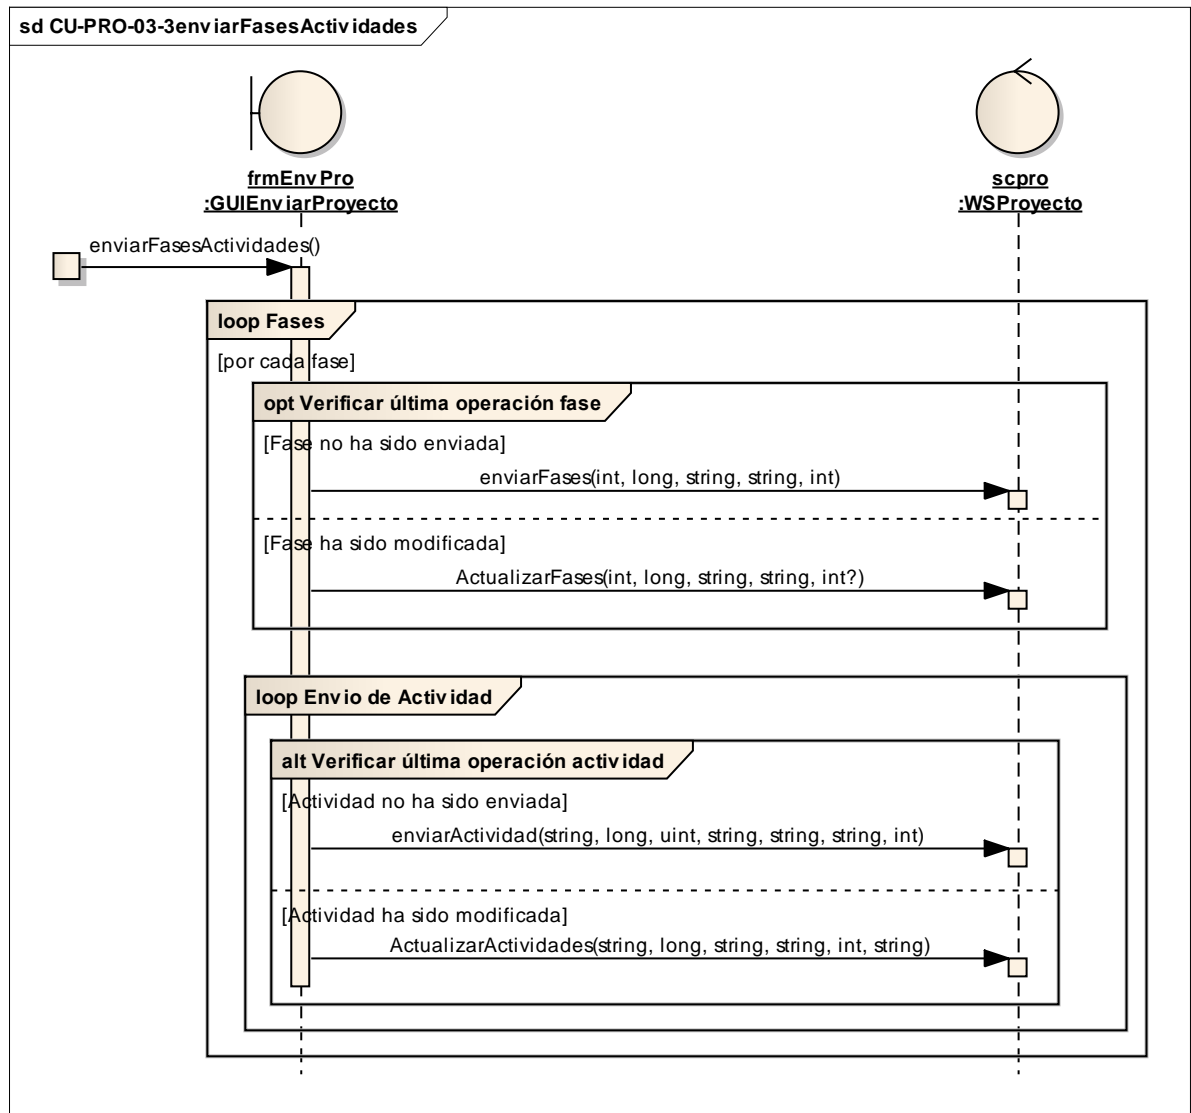 sd CU-PRO-03-3enviarFasesActividades
frmEnvPro
:GUIEnviarProyecto
scpro
:WSProyecto
enviarFasesActividades()
loop Fases
[por cada fase]
opt Verificar última operación fase
[Fase no ha sido enviada]
enviarFases(int, long, string, string, int)
[Fase ha sido modificada]
ActualizarFases(int, long, string, string, int?)
loop Envio de Actividad
alt Verificar última operación actividad
[Actividad no ha sido enviada]
enviarActividad(string, long, uint, string, string, string, int)
[Actividad ha sido modificada]
ActualizarActividades(string, long, string, string, int, string)